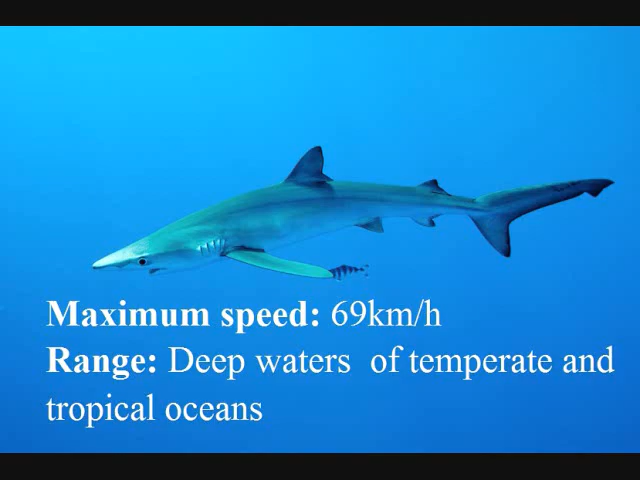 Maximum speed: 69km/h
Range: Deep waters  of temperate and
tropical oceans